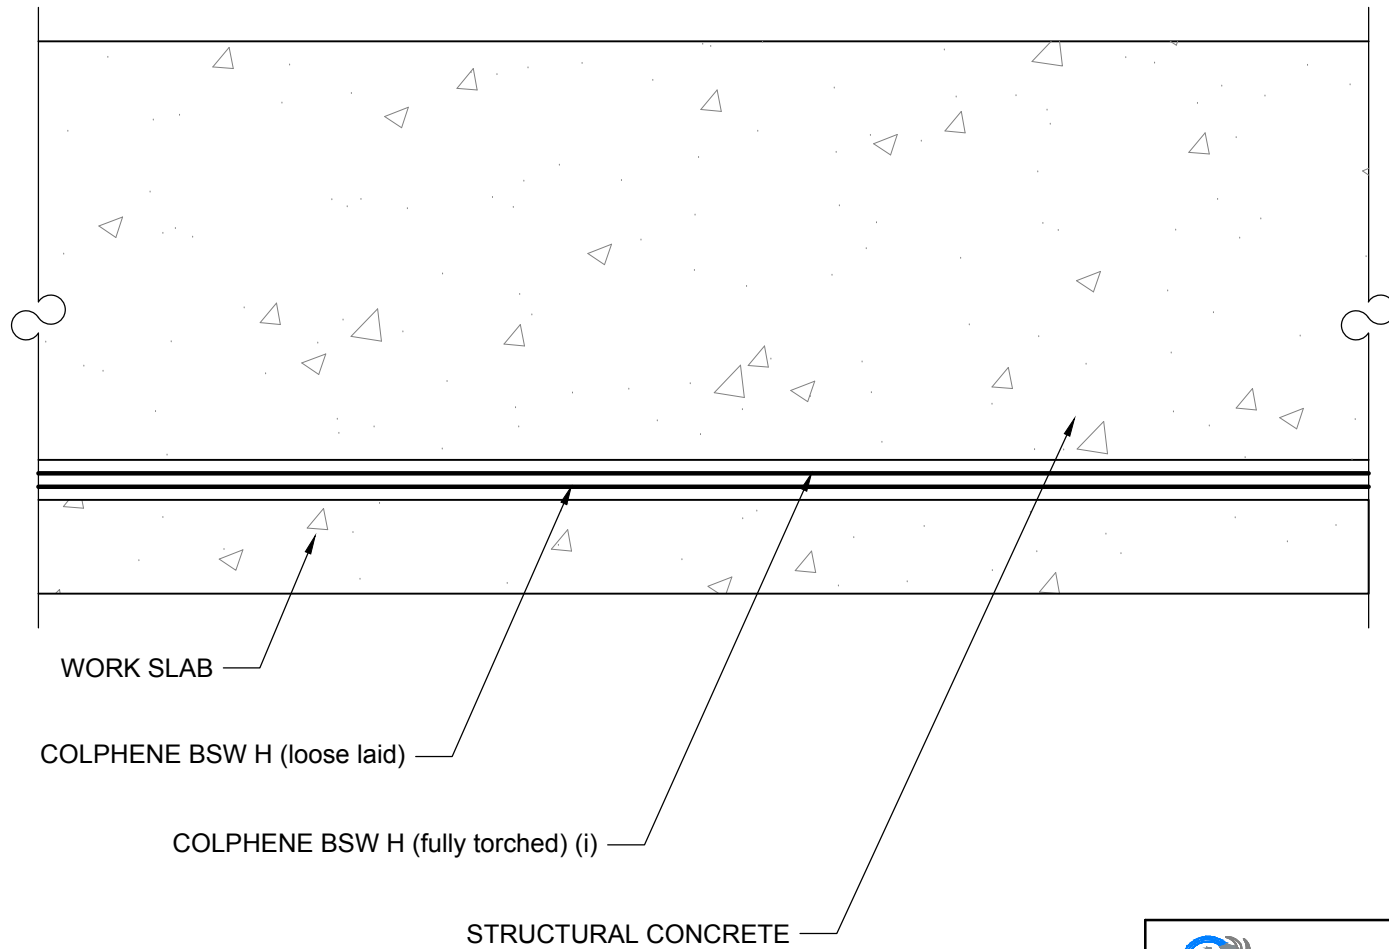 WORK SLAB
COLPHENE BSW H (loose laid)
COLPHENE BSW H (fully torched) (i)
STRUCTURAL CONCRETE